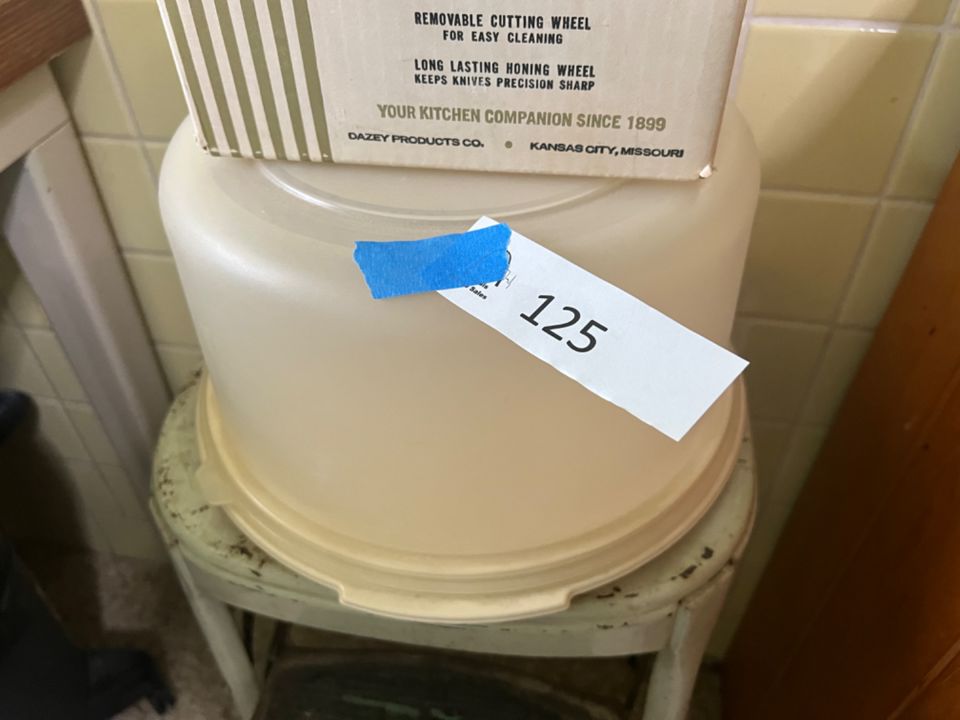 REMOVABLE CUTTING WHEEL
FOR EASY CLEANING
LONG LASTING HONING WHEEL
KEEPS KNIVES PRECISION SHARP
YOUR KITCHEN COMPANION SINCE 1899
DAZEY PRODUCTS CO. • KANSAS CITY, MISSOURI
Sales
125